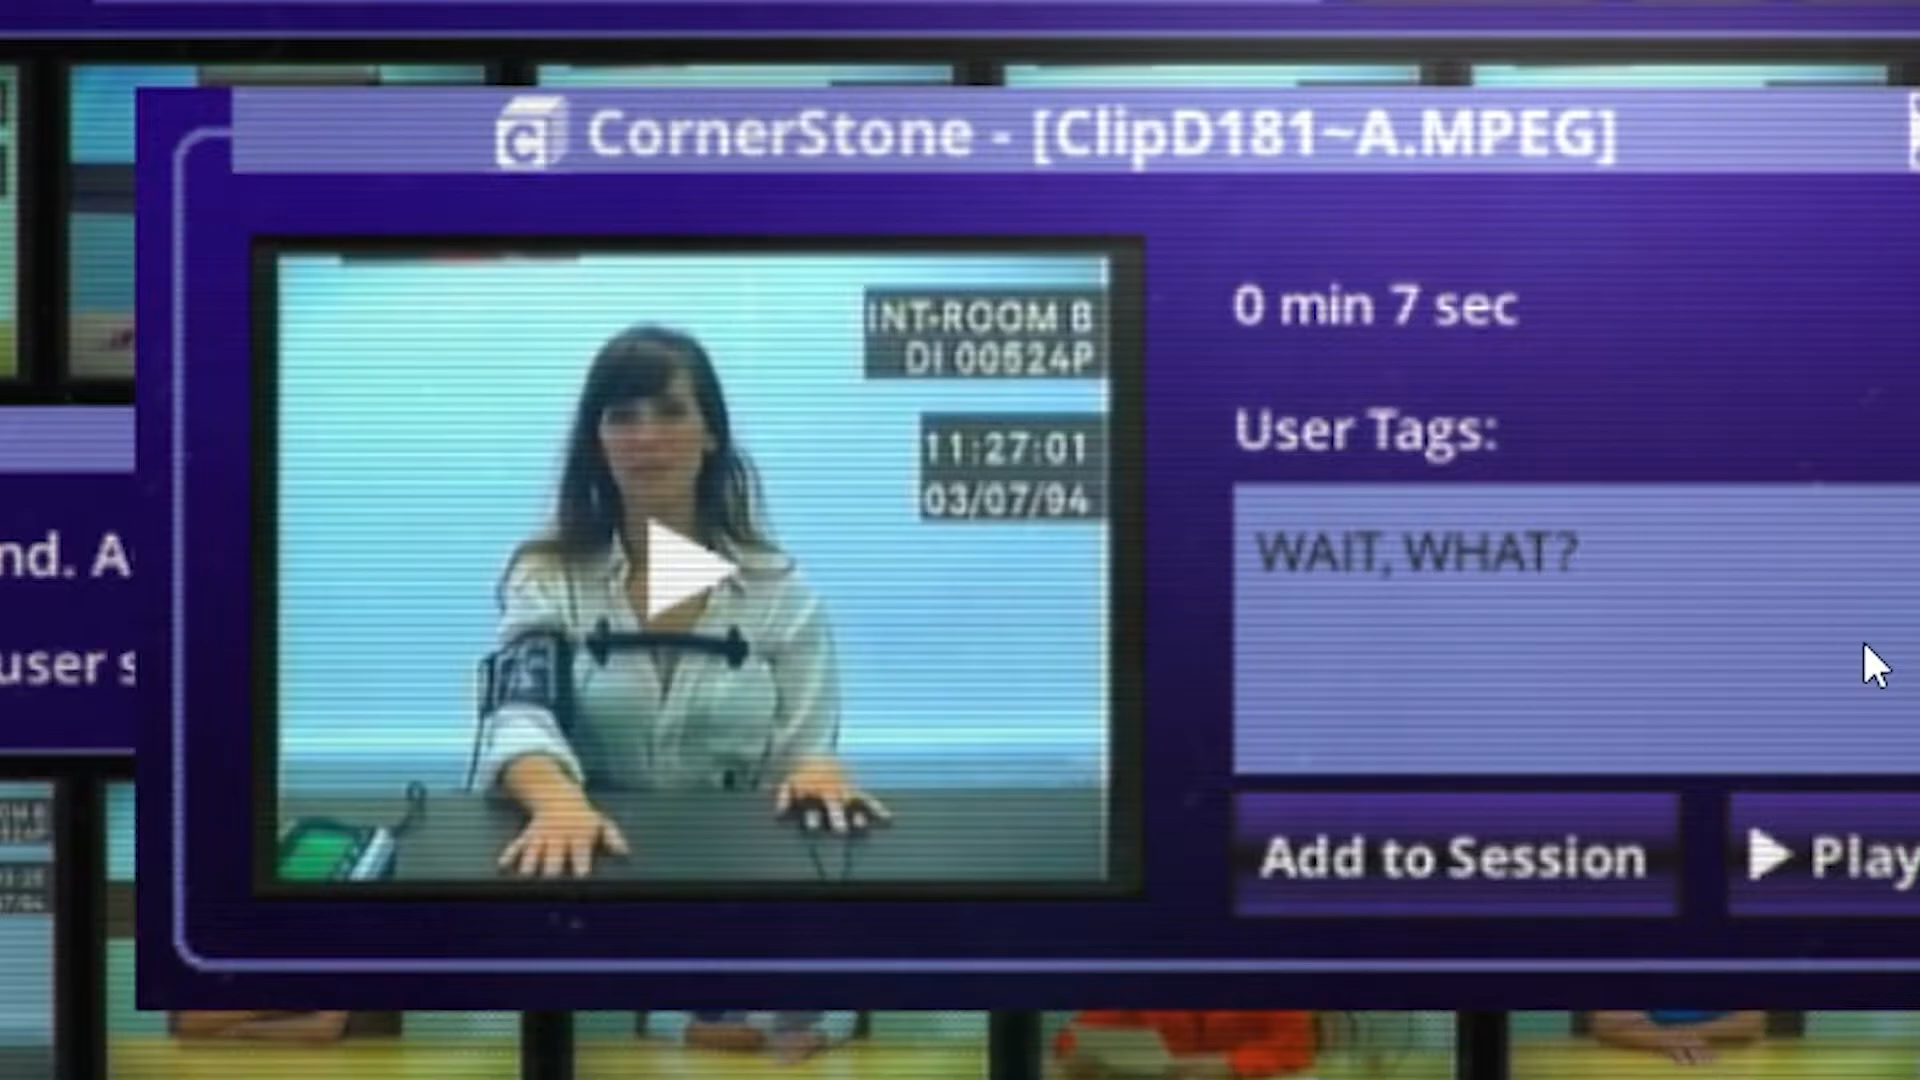 CornerStone - [ClipD181~A.MPEG]
INT-ROOM B
DI 00524P
11:27:01
03/07/94
0 min 7 sec
User Tags:
WAIT, WHAT?
Add to Session
Play
nd. A
user s